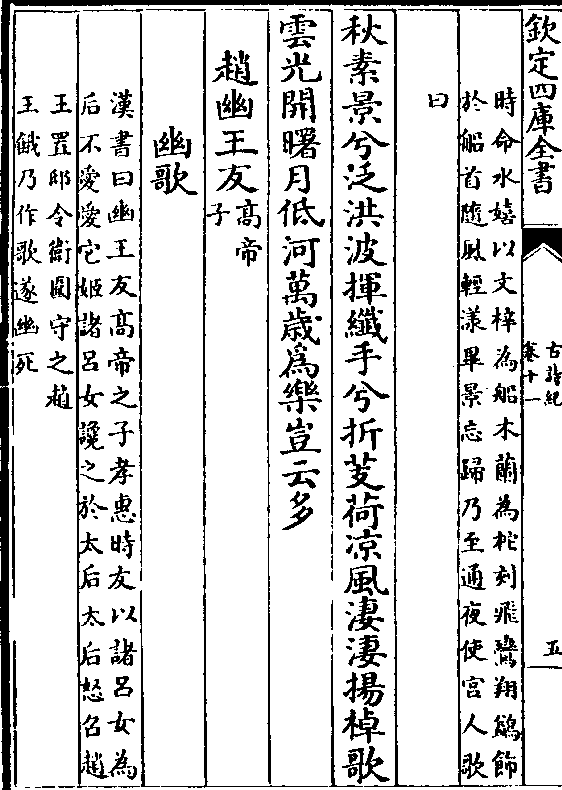 欽定四庫全書
古詩紀
卷十一
五
時命水嬉以文梓為船木蘭為柁刻飛鸞翔鷁飾
於船首隨風輕漾畢景忘歸乃至通夜使宮人歌
曰
秋素景兮泛洪波揮纖手兮折芰荷凉風淒淒揚棹歌
雲光開曙月低河萬歲為樂豈云多
趙幽王友
高帝
子
幽歌
漢書曰幽王友高帝之子孝惠時友以諸呂女為
后不愛愛它姬諸呂女讒之於太后太后怒召趙
王置邸令衛圍守之趙
王餓乃作歌遂幽死